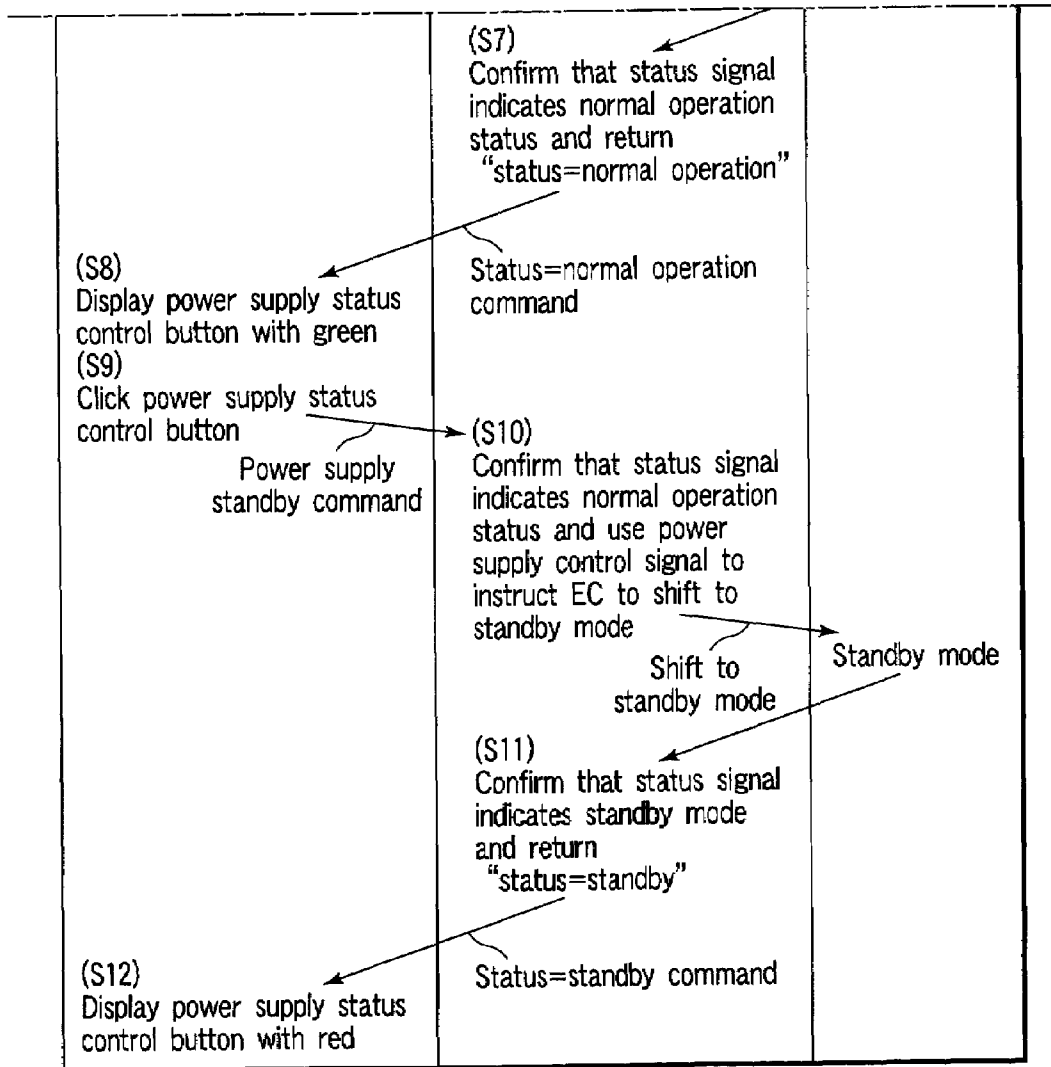 (S7)
Confirm that status signal
indicates normal operation
status and return
“status=normal operation”
Status=normal operation
command
(S8)
Display power supply status
control button with green
(S9)
Click power supply status
control button
Power supply
standby command
(S10)
Confirm that status signal
indicates normal operation
status and use power
supply control signal to
instruct EC to shift to
standby mode
Shift to
standby mode
Standby mode
(S11)
Confirm that status signal
indicates standby mode
and return
“status=standby”
Status=standby command
(S12)
Display power supply status
control button with red